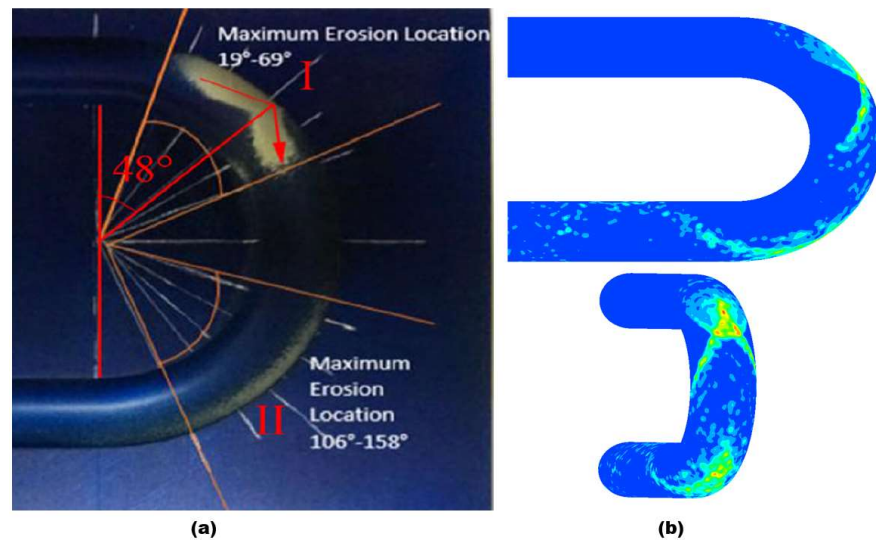 Maximum Erosion Location
19°-69°
I
48°
Maximum
Erosion
Location
106°-158°
II
(a)
(b)